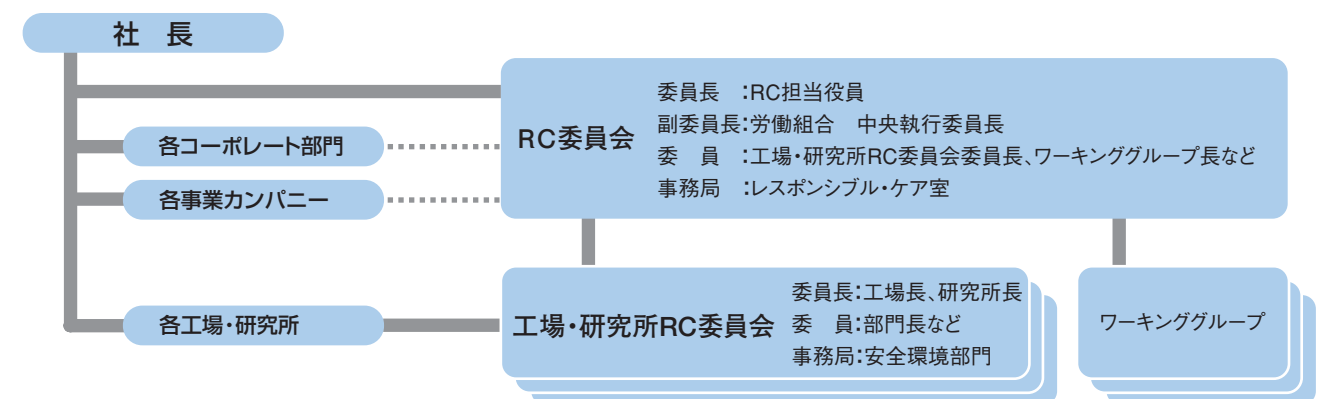 社　長
各コーポレート部門
各事業カンパニー
各工場・研究所
RC委員会
委員長　：RC担当役員
副委員長：労働組合　中央執行委員長
委　員　：工場・研究所RC委員会委員長、ワーキンググループ長など
事務局　：レスポンシブル・ケア室
工場・研究所RC委員会
委員長：工場長、研究所長
委　員：部門長など
事務局：安全環境部門
ワーキンググループ